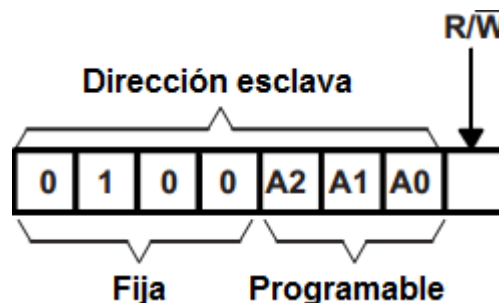 R/W
Dirección esclava
0 1 0 0 A2 A1 A0
Fija Programable